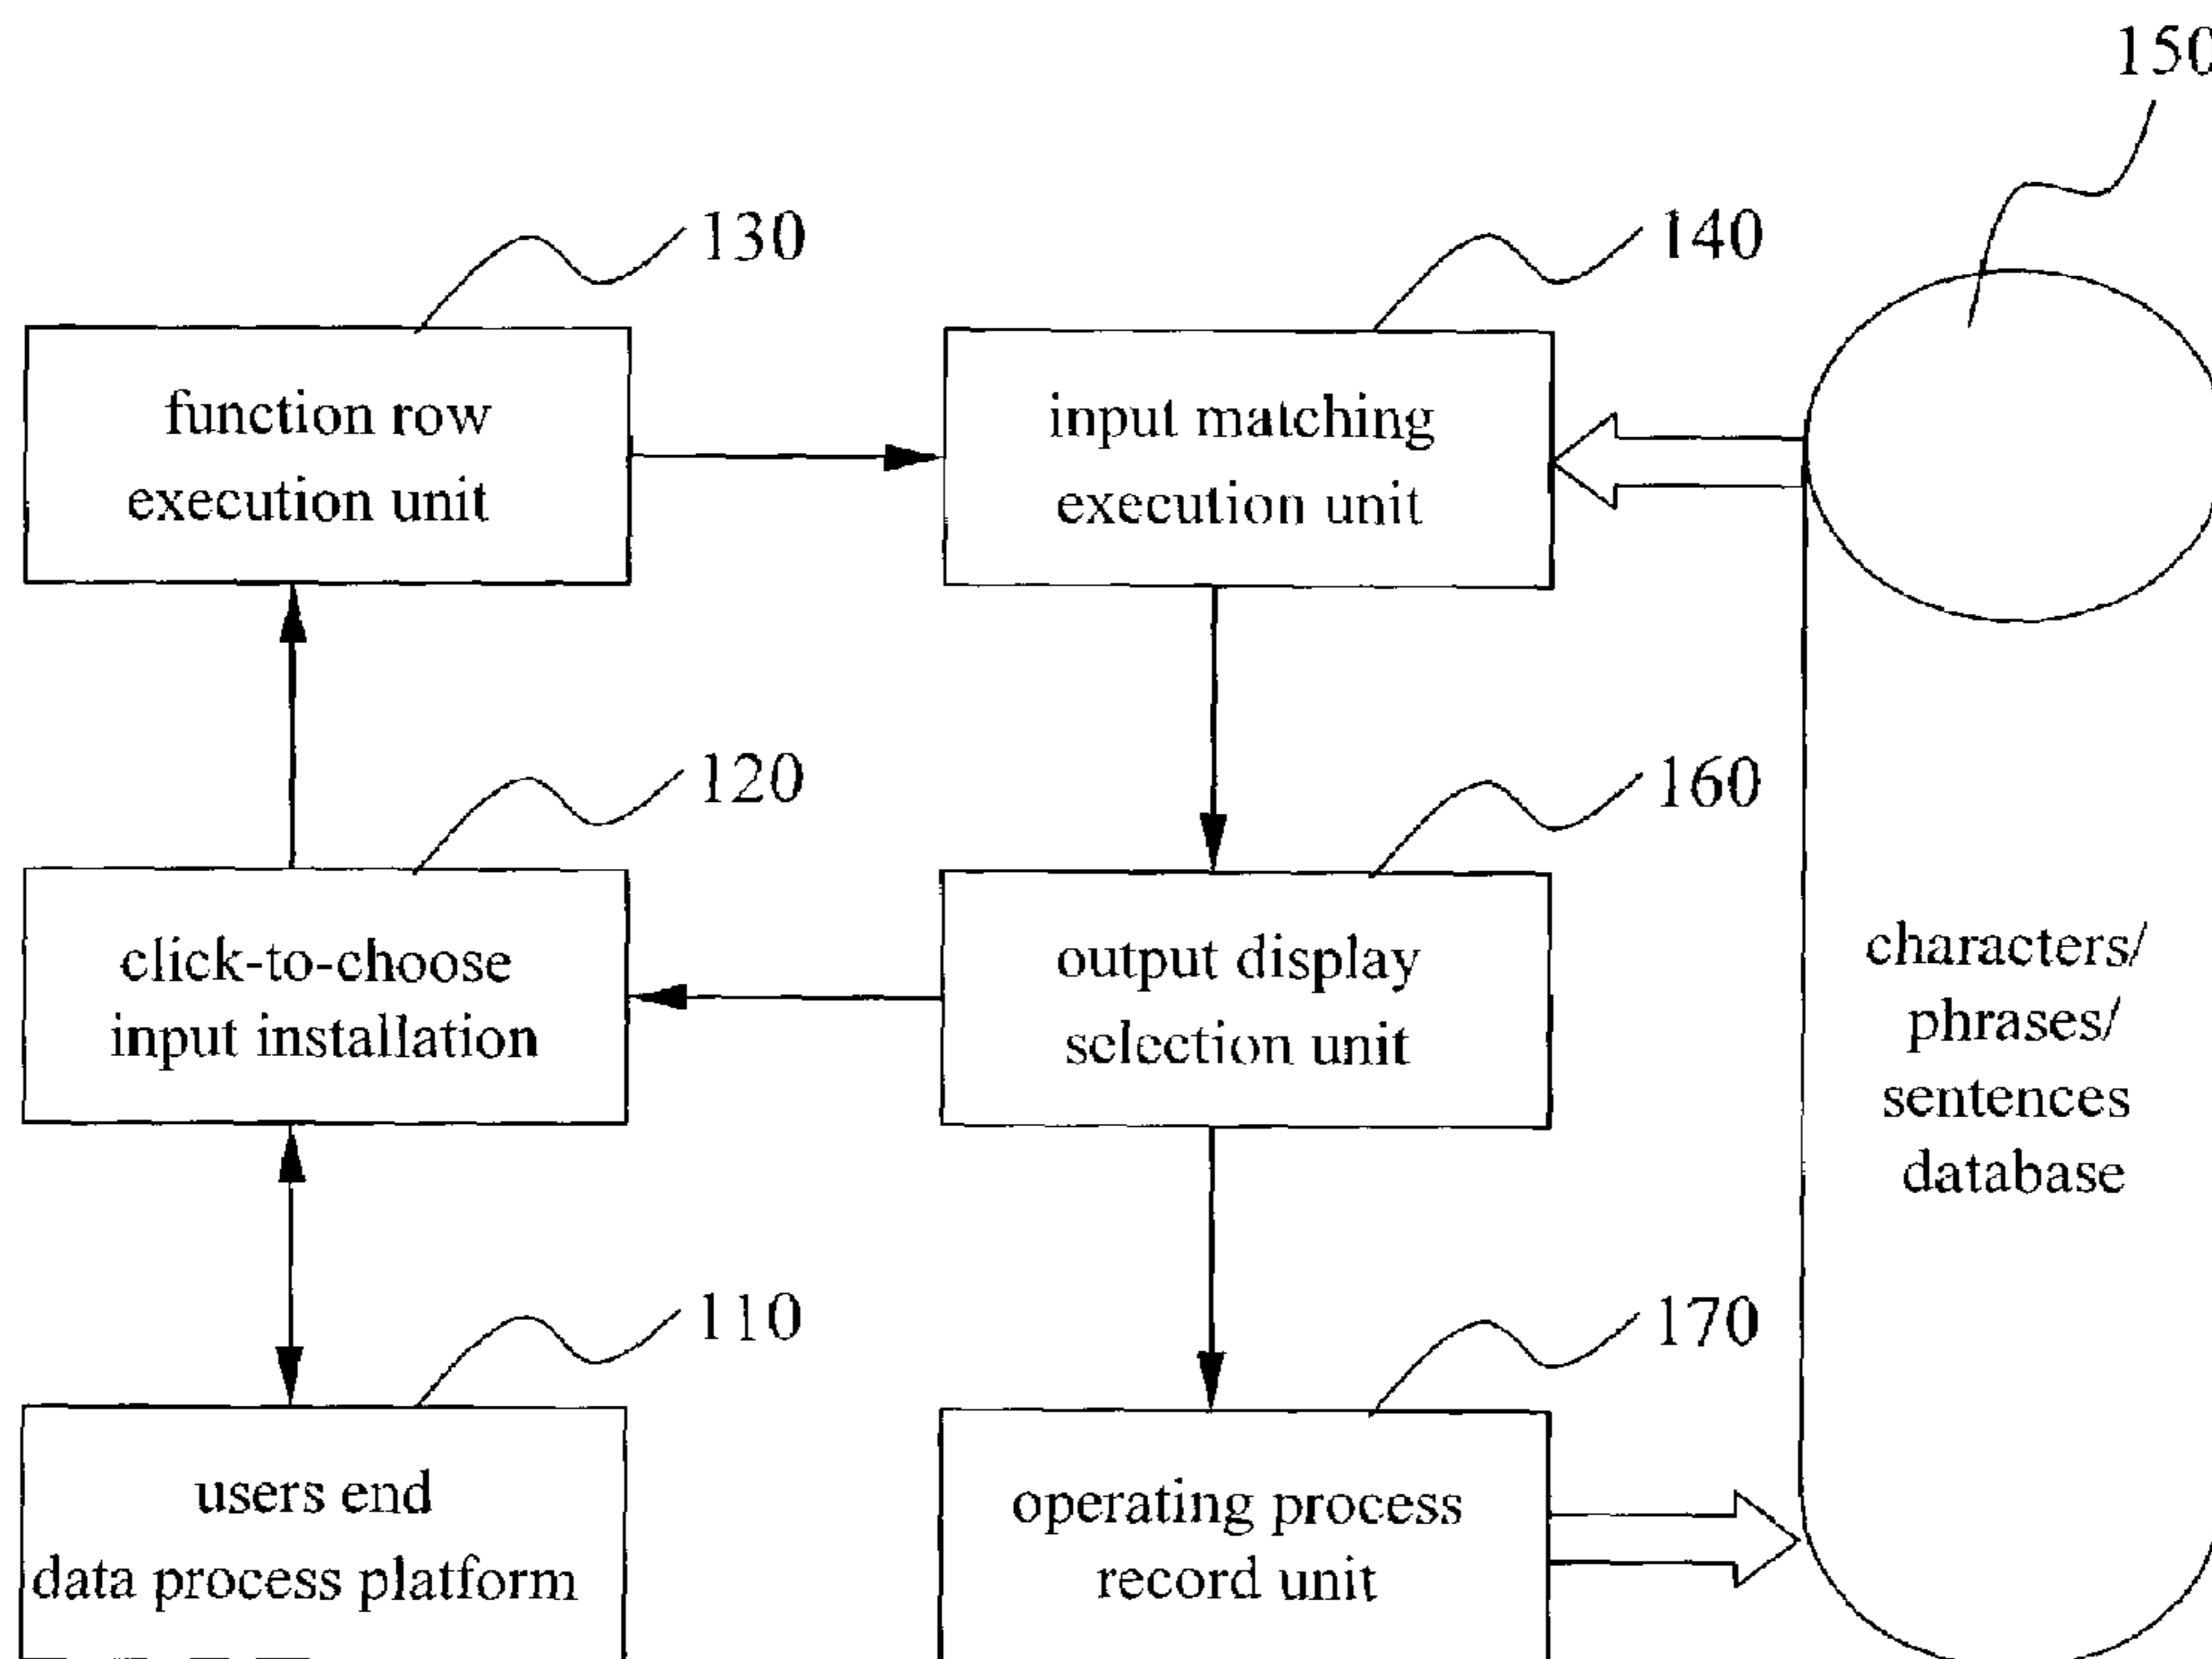 150
130
140
function row
execution unit
input matching
execution unit
120
160
click-to-choose
input installation
output display
selection unit
characters/
phrases/
sentences
database
110
170
users end
data process platform
operating process
record unit